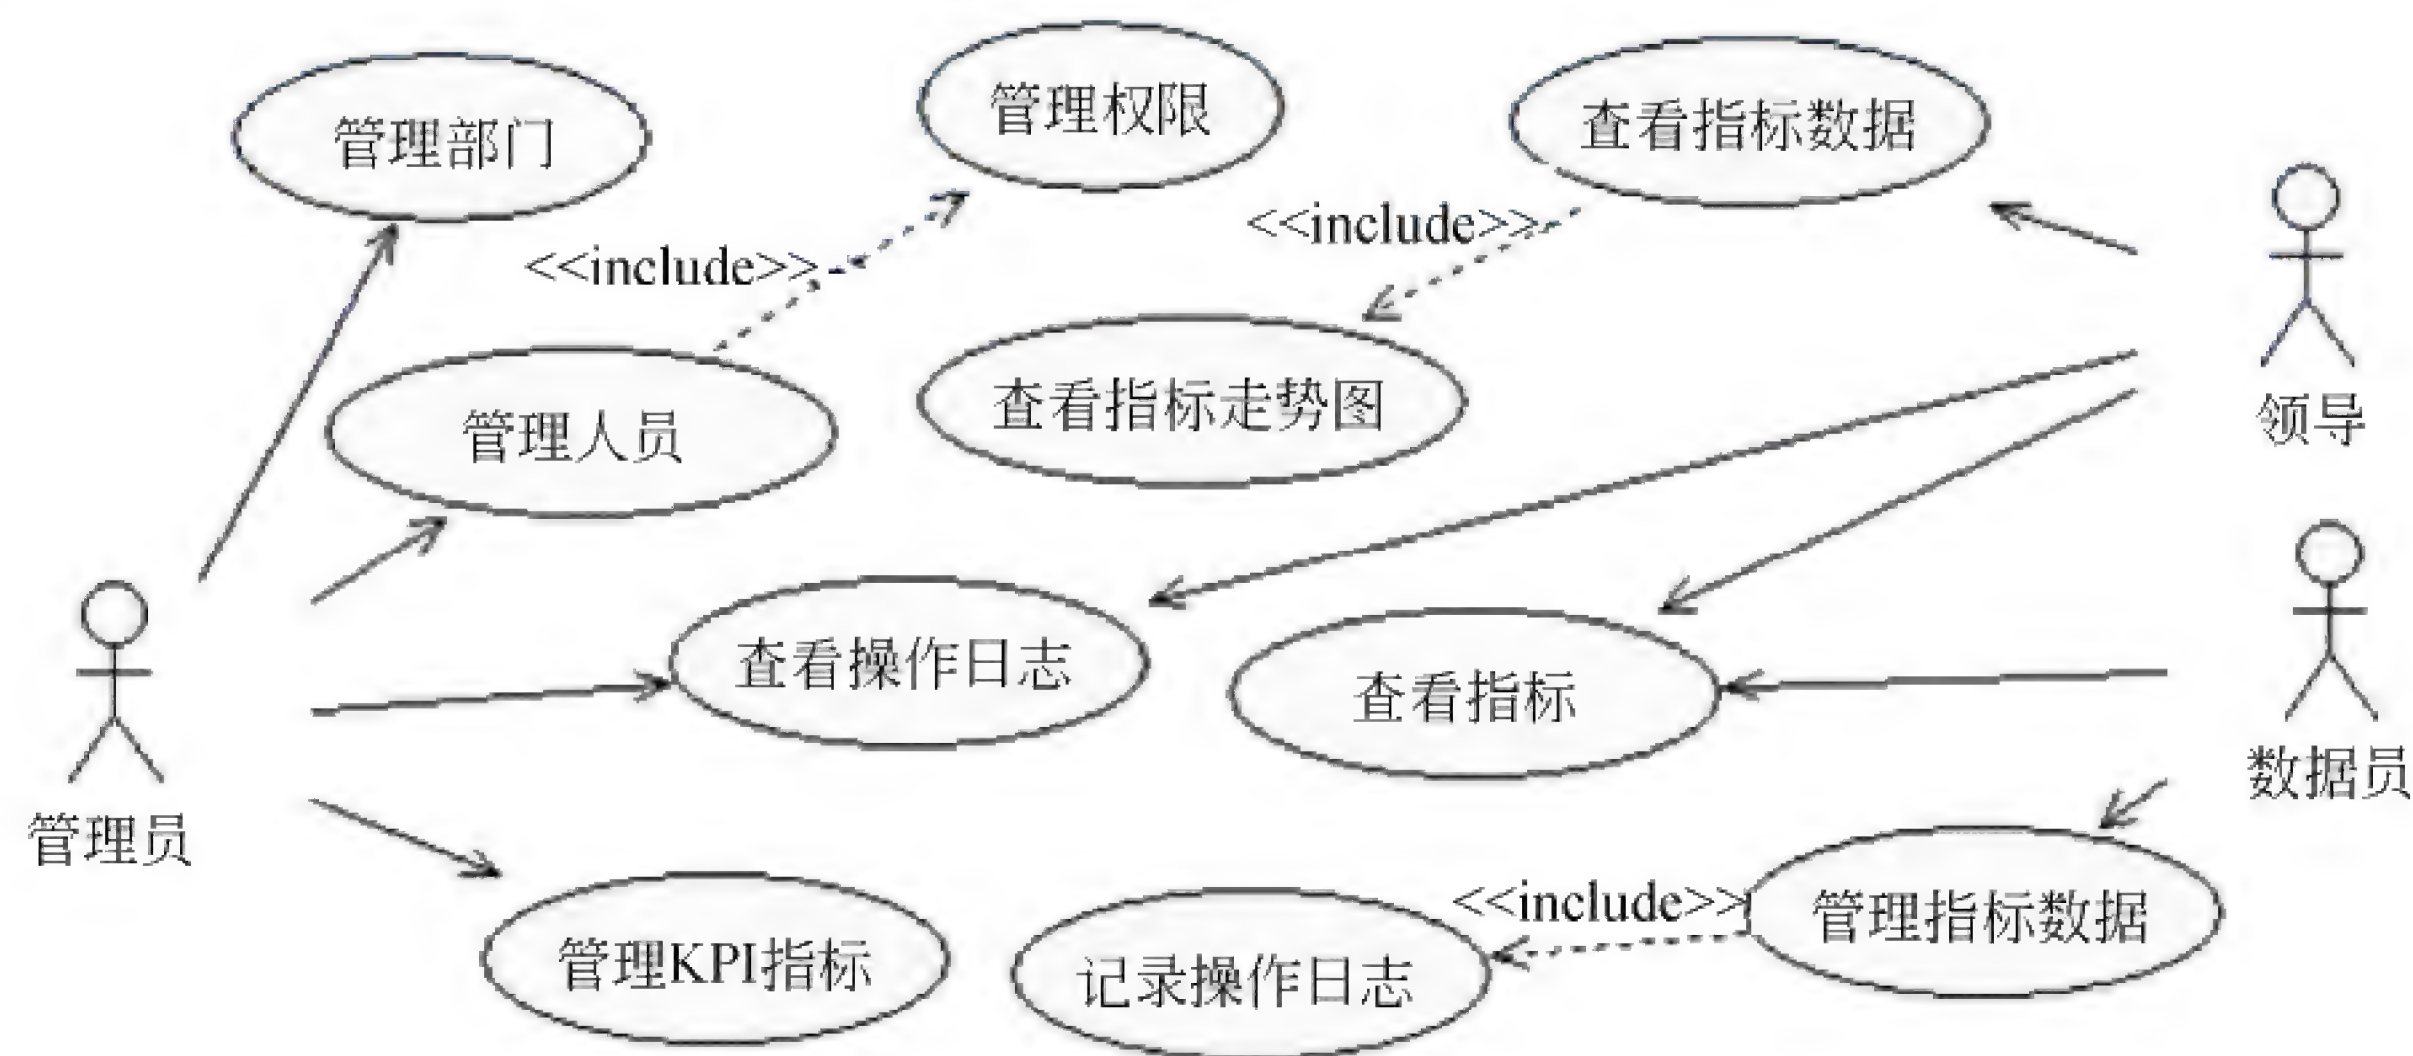 管理部门
管理权限
查看指标数据
<<include>>
<<include>>
管理人员
查看指标走势图
领导
查看操作日志
查看指标
数据员
管理员
管理KPI指标
记录操作日志
<<include>>
管理指标数据